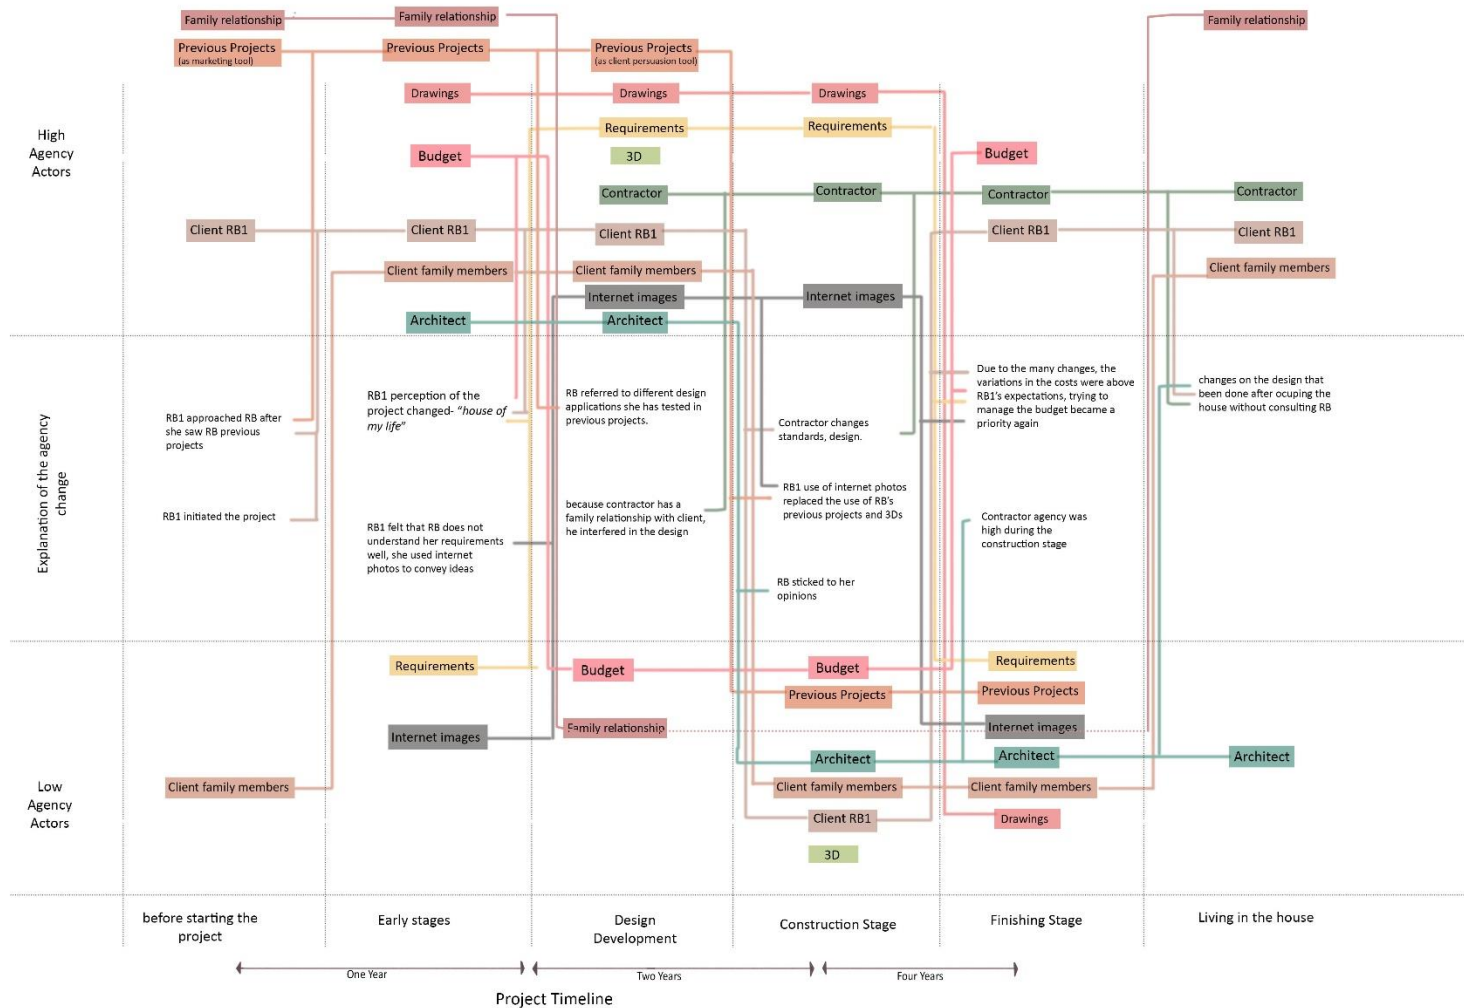 Family relationship
Family relationship
Family relationship
Previous Projects
(as marketing tool)
Previous Projects
Previous Projects
(as client persuasion tool)
High
Agency
Actors
Drawings
Drawings
Drawings
Requirements
Requirements
Budget
3D
Budget
Contractor
Contractor
Contractor
Contractor
Client RB1
Client RB1
Client RB1
Client RB1
Client RB1
Client family members
Client family members
Client family members
Internet images
Internet images
Architect
Architect
Explanation of the agency
change
RB1 approached RB after
she saw RB previous
projects
RB1 initiated the project
RB1 perception of the
project changed- “house of
my life”
RB1 felt that RB does not
understand her requirements
well, she used internet
photos to convey ideas
RB referred to different design
applications she has tested in
previous projects.
because contractor has a
family relationship with client,
he interfered in the design
Contractor changes
standards, design.
RB1 use of internet photos
replaced the use of RB's
previous projects and 3Ds
RB sticked to her
opinions
Due to the many changes, the
variations in the costs were above
RB1's expectations, trying to
manage the budget became a
priority again
Contractor agency was
high during the
construction stage
changes on the design that
been done after ocuping the
house without consulting RB
Low
Agency
Actors
Requirements
Budget
Budget
Requirements
Previous Projects
Previous Projects
Internet images
Family relationship
Internet images
Architect
Architect
Architect
Client family members
Client family members
Client family members
Client RB1
Drawings
3D
before starting the
project
Early stages
Design
Development
Construction Stage
Finishing Stage
Living in the house
One Year
Two Years
Four Years
Project Timeline